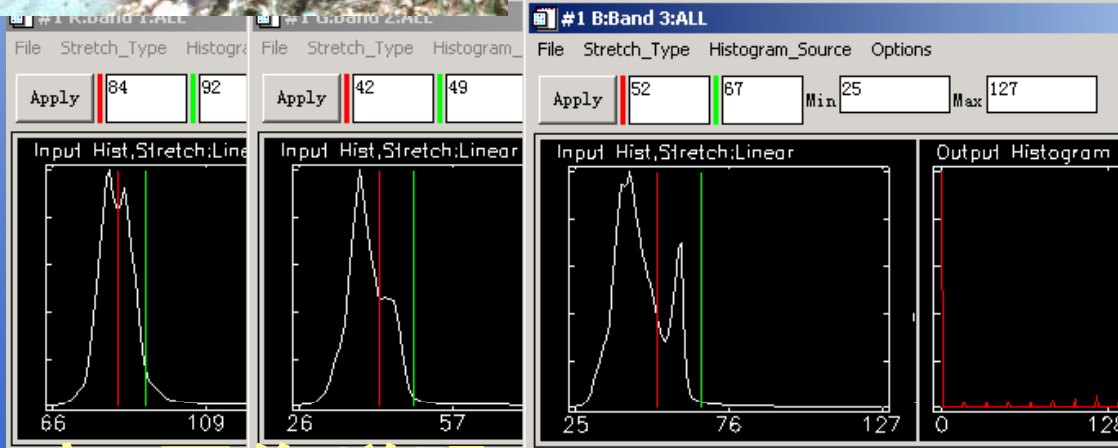 #1 R:Band 1:ALL
File Stretch_Type Histogra
Apply 84 92
Input Hist,Stretch:Line
66 109
#1 G:Band 2:ALL
File Stretch_Type Histogram_
Apply 42 49
Input Hist,Stretch:Linear
26 57
#1 B:Band 3:ALL
File Stretch_Type Histogram_Source Options
Apply 52 67 Min 25 Max 127
Input Hist,Stretch:Linear
25 76 127
Output Histogram
0 128